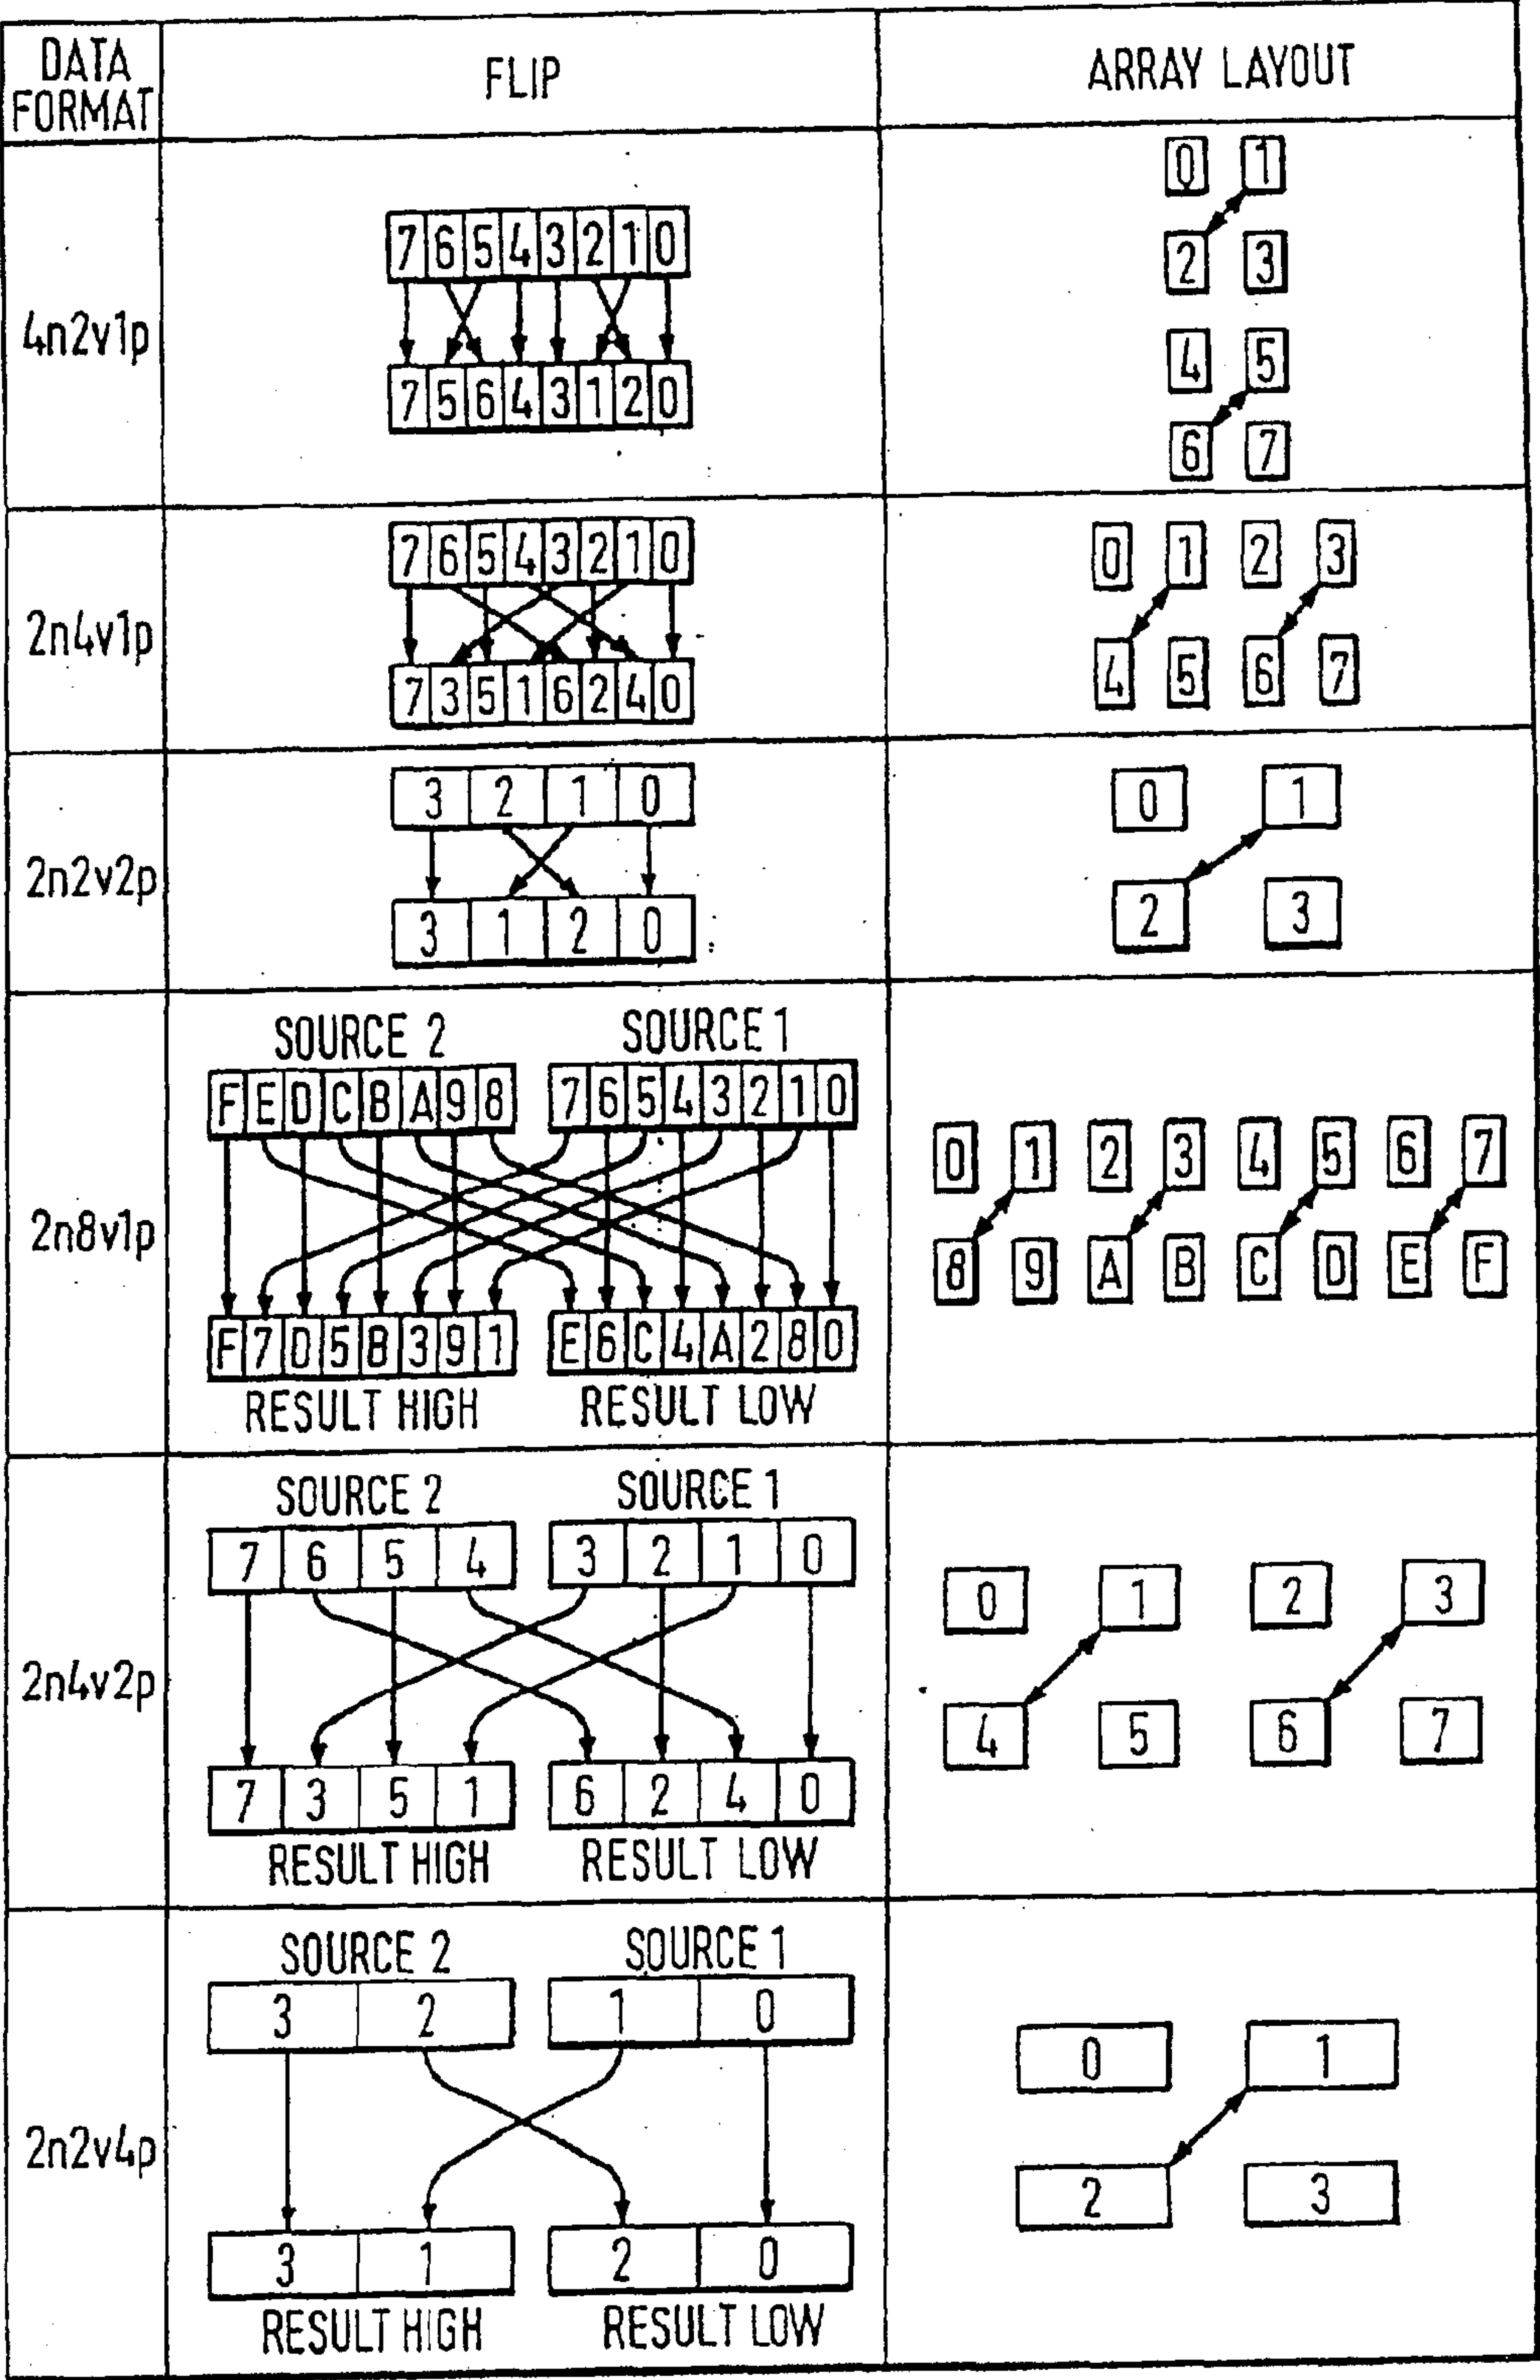 DATA FORMAT
FLIP
ARRAY LAYOUT
4n2v1p
7 6 5 4 3 2 1 0
7 5 6 4 3 1 2 0
0 1
2 3
4 5
6 7
2n4v1p
7 6 5 4 3 2 1 0
7 3 5 1 6 2 4 0
0 1 2 3
4 5 6 7
2n2v2p
3 2 1 0
3 1 2 0
0 1
2 3
2n8v1p
SOURCE 2 SOURCE 1
F E D C B A 9 8 7 6 5 4 3 2 1 0
F 7 D 5 B 3 9 1 E 6 C 4 A 2 8 0
RESULT HIGH RESULT LOW
0 1 2 3 4 5 6 7
8 9 A B C D E F
2n4v2p
SOURCE 2 SOURCE 1
7 6 5 4 3 2 1 0
7 3 5 1 6 2 4 0
RESULT HIGH RESULT LOW
0 1 2 3
4 5 6 7
2n2v4p
SOURCE 2 SOURCE 1
3 2 1 0
3 1 2 0
RESULT HIGH RESULT LOW
0 1
2 3